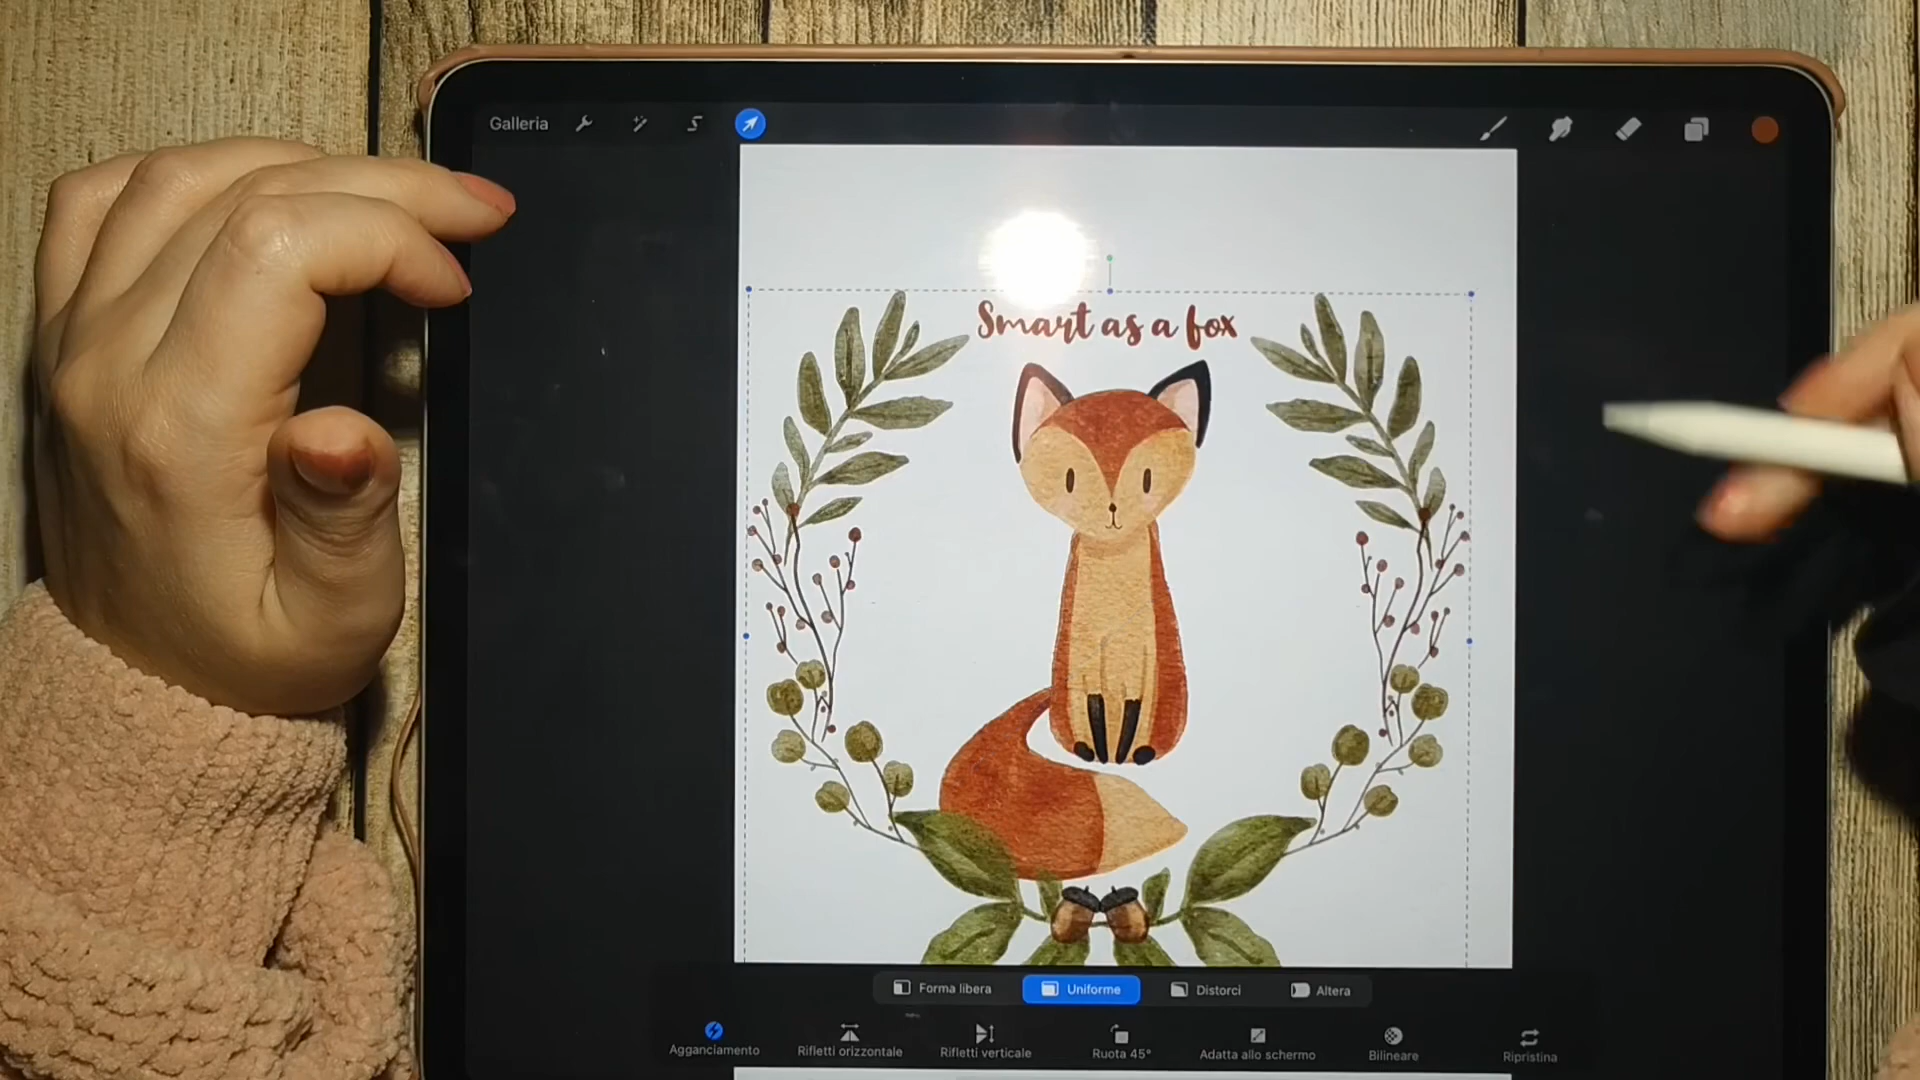 Galleria
Smart as a fox
Forma libera
Uniforme
Distorci
Altera
Agganciamento
Rifletti orizzontale
Rifletti verticale
Ruota 45°
Adatta allo schermo
Bilineare
Ripristina